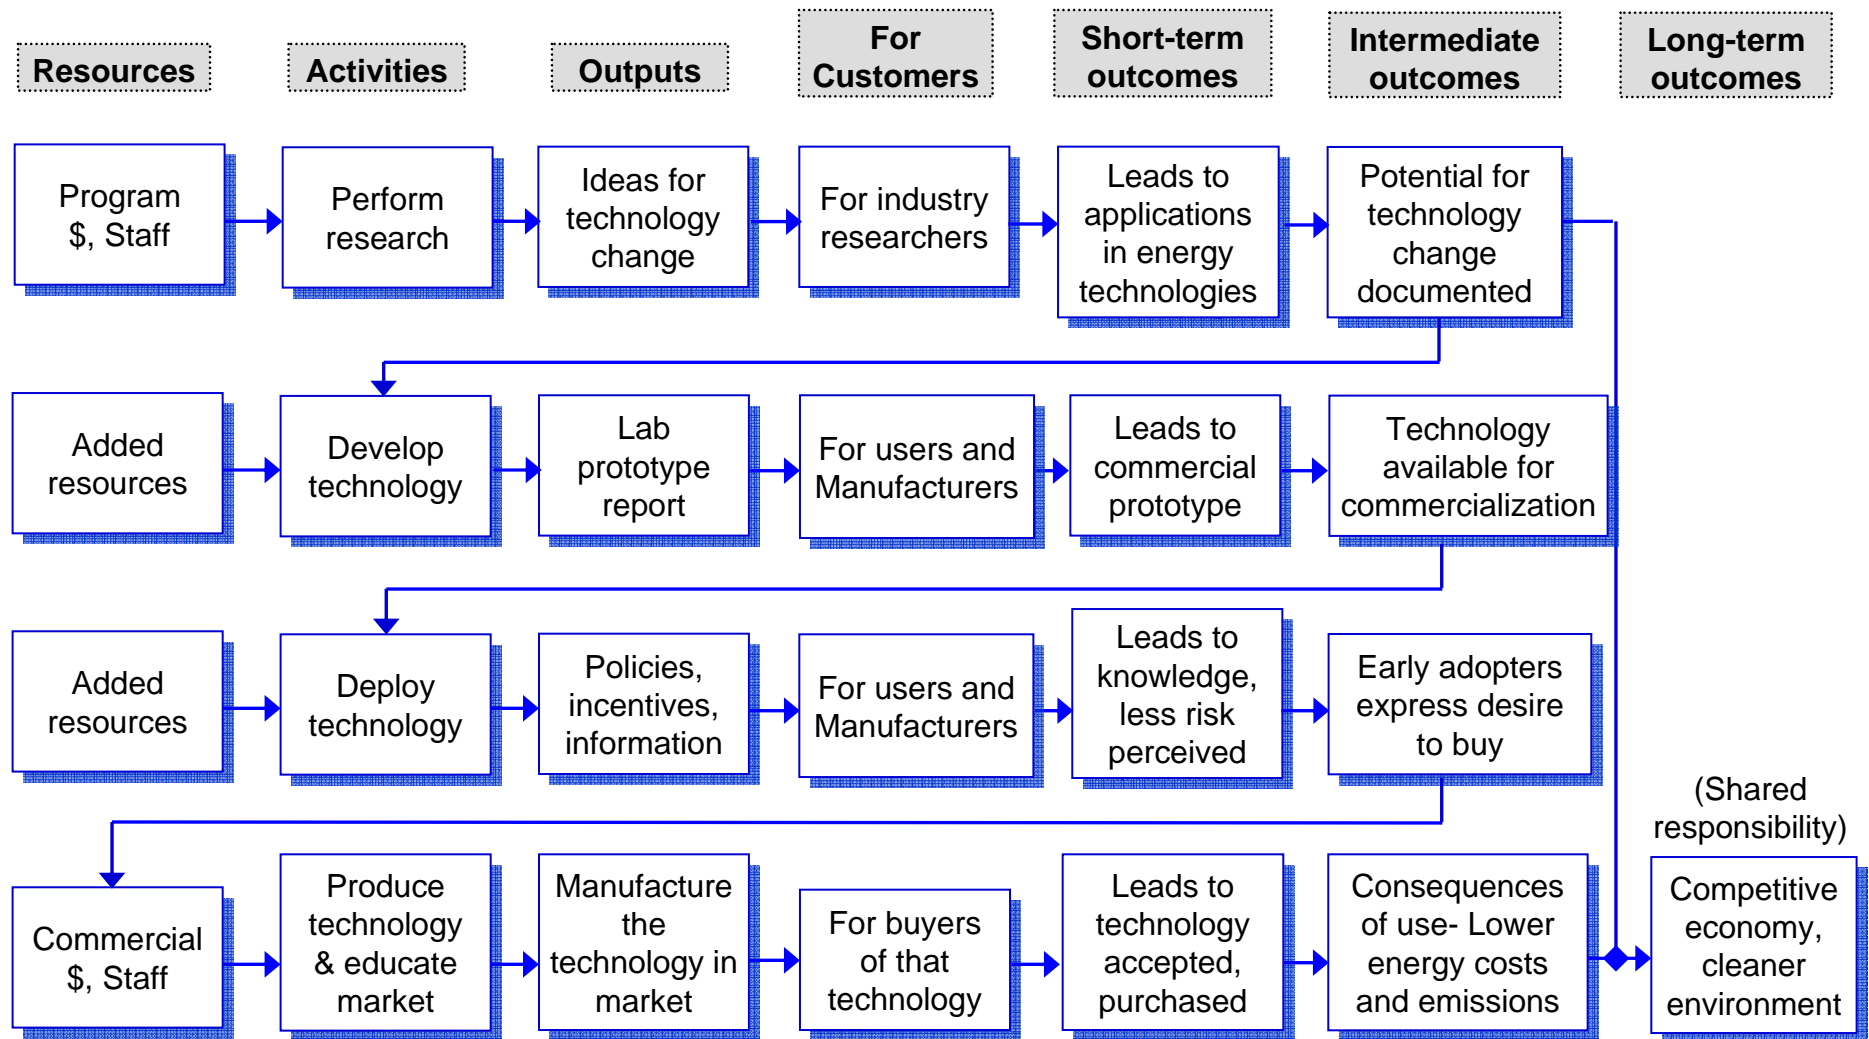 Resources
Activities
Outputs
For
Customers
Short-term
outcomes
Intermediate
outcomes
Long-term
outcomes
Program
$, Staff
Perform
research
Ideas for
technology
change
For industry
researchers
Leads to
applications
in energy
technologies
Potential for
technology
change
documented
Added
resources
Develop
technology
Lab
prototype
report
For users and
Manufacturers
Leads to
commercial
prototype
Technology
available for
commercialization
Added
resources
Deploy
technology
Policies,
incentives,
information
For users and
Manufacturers
Leads to
knowledge,
less risk
perceived
Early adopters
express desire
to buy
Commercial
$, Staff
Produce
technology
& educate
market
Manufacture
the
technology in
market
For buyers
of that
technology
Leads to
technology
accepted,
purchased
Consequences
of use- Lower
energy costs
and emissions
(Shared
responsibility)
Competitive
economy,
cleaner
environment